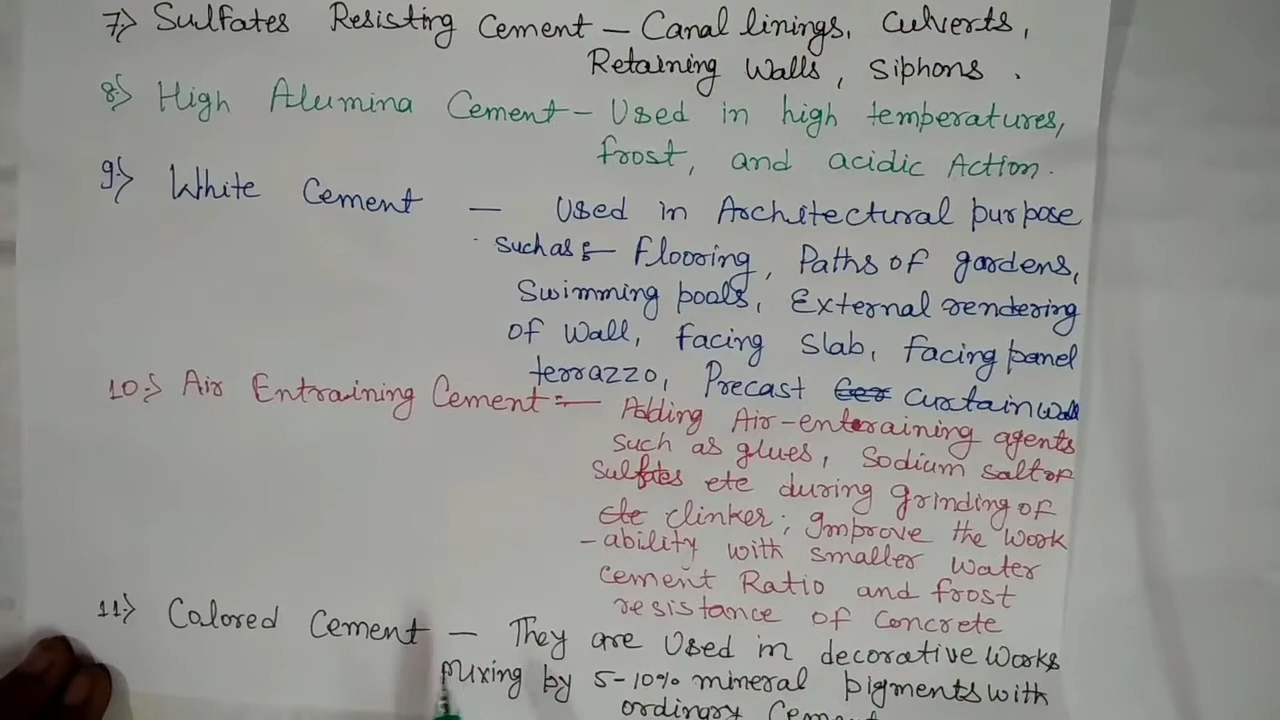 7) Sulfates Resisting Cement – Canal linings, Culverts,
Retaining Walls, Siphons.
8) High Alumina Cement – Used in high temperatures,
frost, and acidic Action.
9) White Cement – Used in Architectural purpose
such as :– Flooring, Paths of gardens,
Swimming pools, External rendering
of Wall, facing Slab, facing panel
terrazzo, Precast curtain wall
10) Air Entraining Cement :– Adding Air-entraining agents
such as glues, Sodium salt of
Sulfates etc during grinding of
clinker; Improve the Work
-ability with smaller Water
cement Ratio and frost
resistance of Concrete
11) Colored Cement – They are Used in decorative Works
Mixing by 5-10% mineral pigments with
ordinary Cement